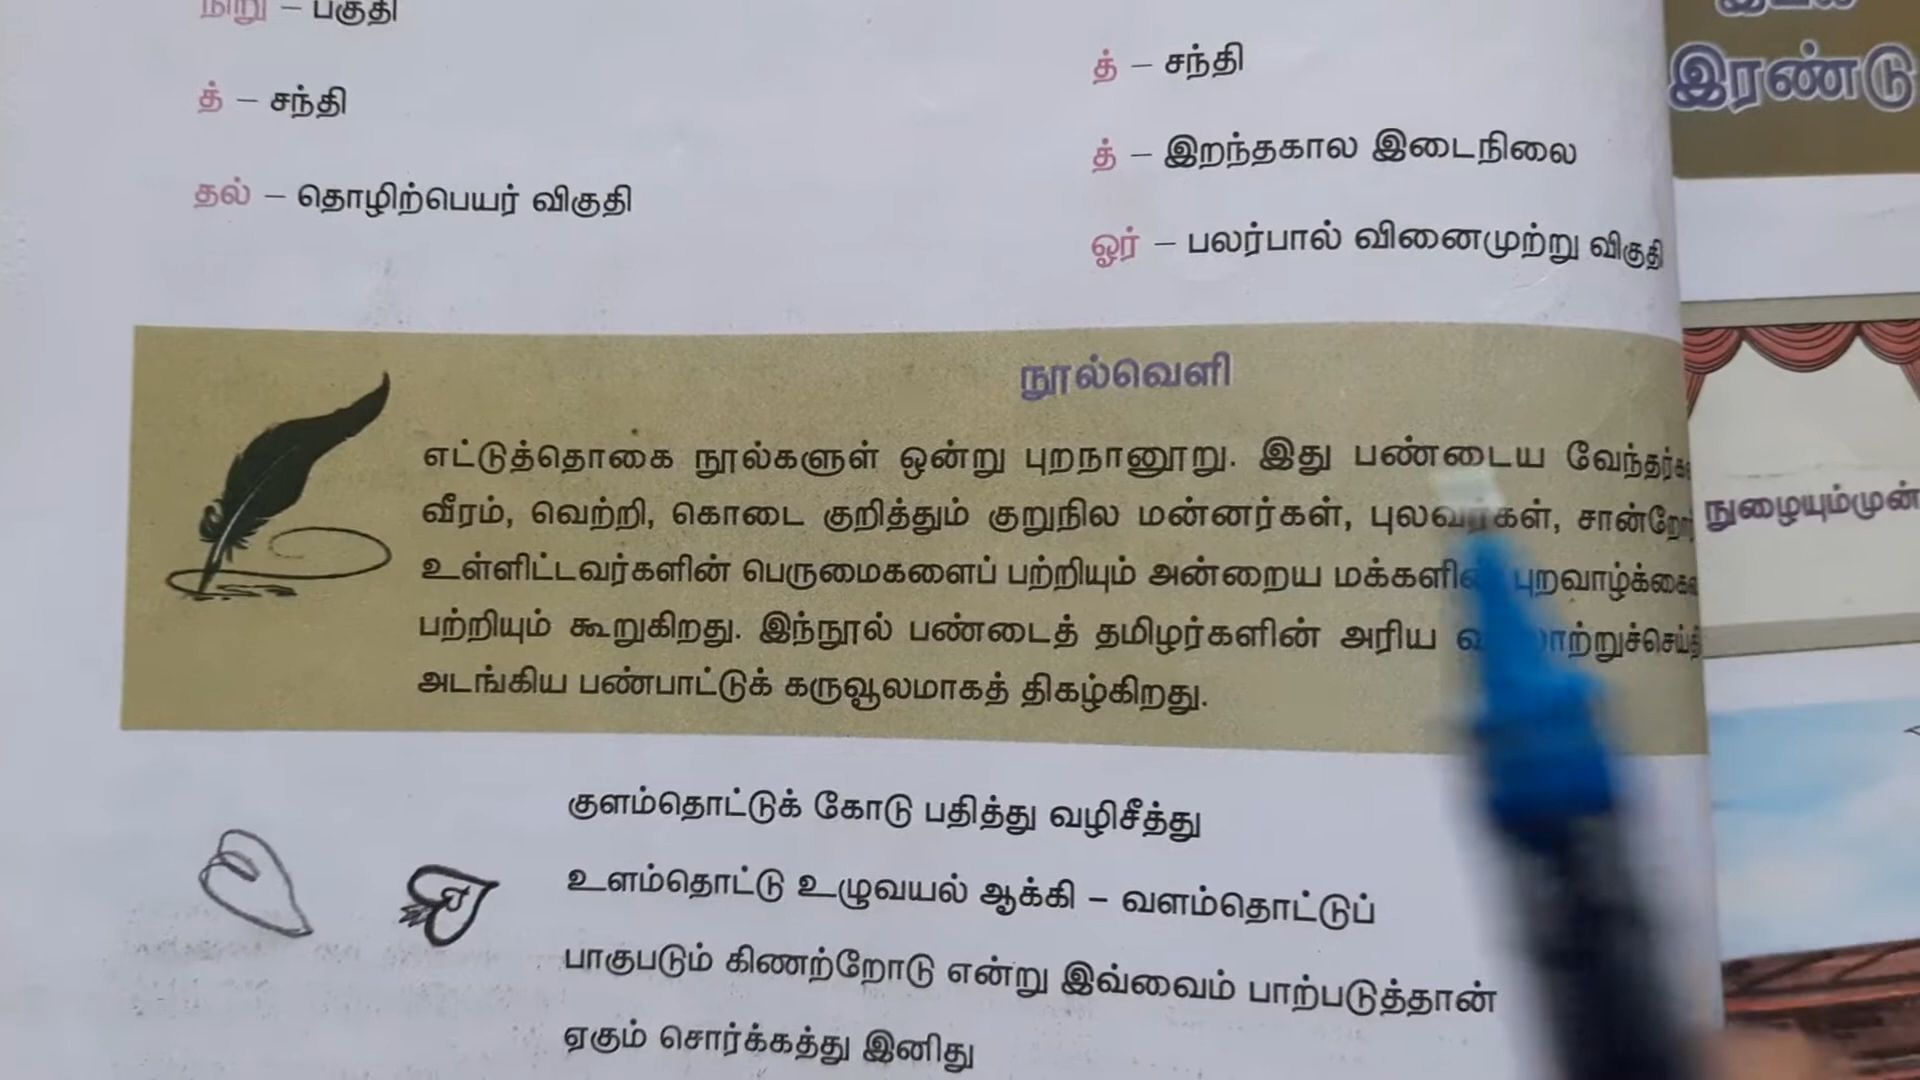 நிறு – பகுதி
த் – சந்தி
தல் – தொழிற்பெயர் விகுதி
த் – சந்தி
த் – இறந்தகால இடைநிலை
ஓர் – பலர்பால் வினைமுற்று விகுதி
நூல்வெளி
எட்டுத்தொகை நூல்களுள் ஒன்று புறநானூறு. இது பண்டைய
வீரம், வெற்றி, கொடை குறித்தும் குறுநில மன்னர்கள், புலவர்கள்,
உள்ளிட்டவர்களின் பெருமைகளைப் பற்றியும் அன்றைய மக்களின்
பற்றியும் கூறுகிறது. இந்நூல் பண்டைத் தமிழர்களின் அரிய
அடங்கிய பண்பாட்டுக் கருவூலமாகத் திகழ்கிறது.
குளம்தொட்டுக் கோடு பதித்து வழிசீத்து
உளம்தொட்டு உழுவயல் ஆக்கி – வளம்தொட்டுப்
பாகுபடும் கிணற்றோடு என்று இவ்வைம் பாற்படுத்தான்
ஏகும் சொர்க்கத்து இனிது
இரண்டு
நுழையும்முன்